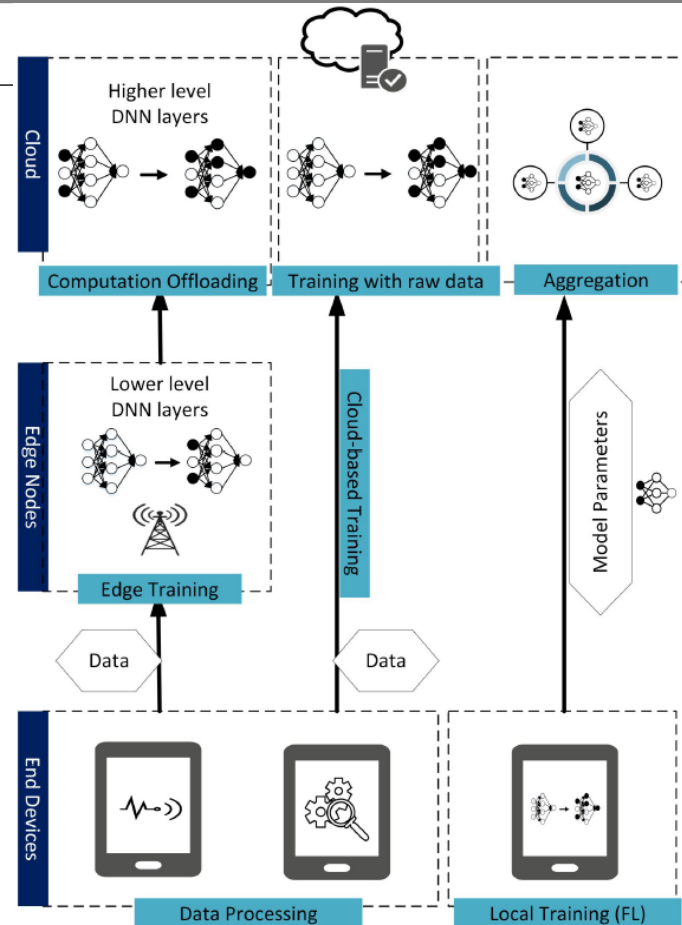 Cloud
Higher level
DNN layers
Computation Offloading
Training with raw data
Aggregation
Edge Nodes
Lower level
DNN layers
Edge Training
Cloud-based Training
Model Parameters
Data
Data
End Devices
Data Processing
Local Training (FL)